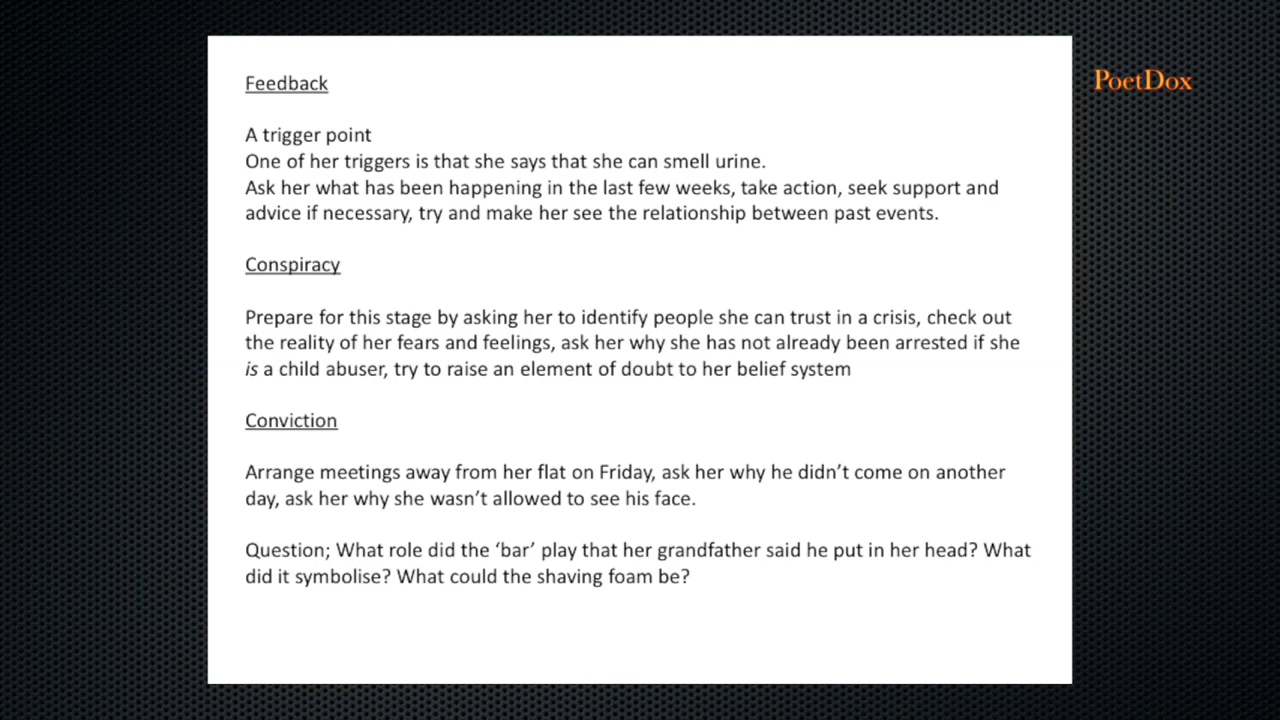 Feedback
PoetDox
A trigger point
One of her triggers is that she says that she can smell urine.
Ask her what has been happening in the last few weeks, take action, seek support and
advice if necessary, try and make her see the relationship between past events.
Conspiracy
Prepare for this stage by asking her to identify people she can trust in a crisis, check out
the reality of her fears and feelings, ask her why she has not already been arrested if she
is a child abuser, try to raise an element of doubt to her belief system
Conviction
Arrange meetings away from her flat on Friday, ask her why he didn’t come on another
day, ask her why she wasn’t allowed to see his face.
Question; What role did the ‘bar’ play that her grandfather said he put in her head? What
did it symbolise? What could the shaving foam be?